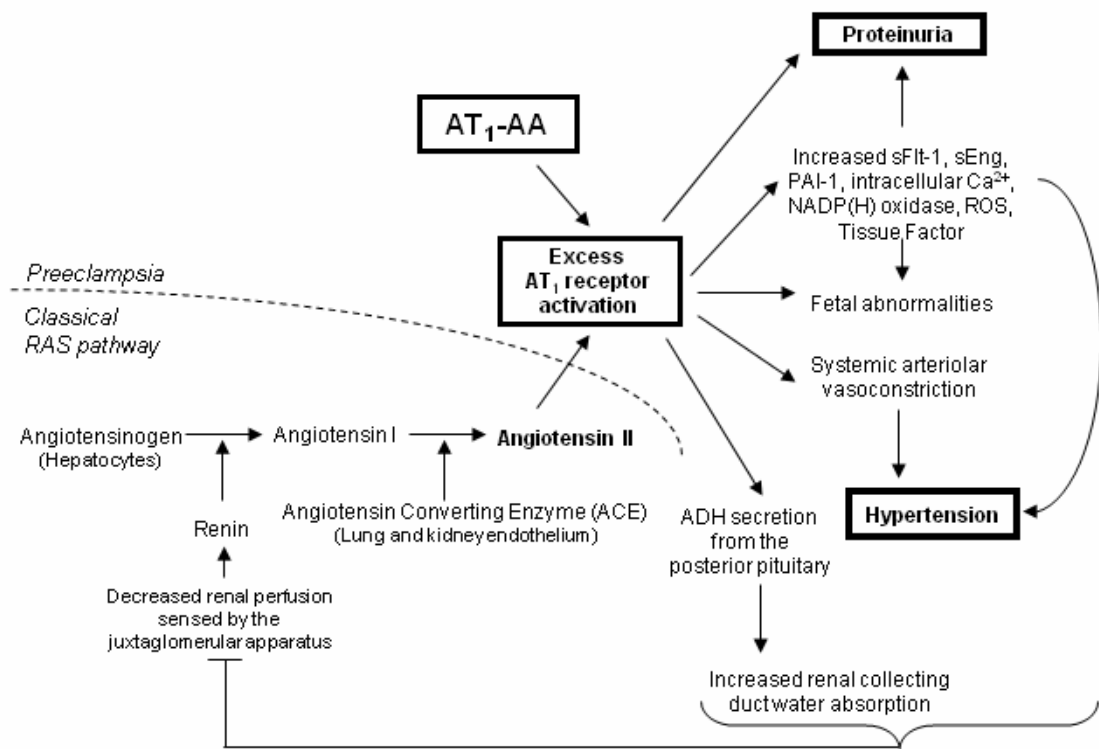 Proteinuria
AT1-AA
Increased sFlt-1, sEng,
PAI-1, intracellular Ca2+,
NADP(H) oxidase, ROS,
Tissue Factor
Excess
AT1 receptor
activation
Preeclampsia
Classical
RAS pathway
Fetal abnormalities
Systemic arteriolar
vasoconstriction
Angiotensinogen
(Hepatocytes)
Angiotensin I
Angiotensin II
Renin
Angiotensin Converting Enzyme (ACE)
(Lung and kidney endothelium)
ADH secretion
from the
posterior pituitary
Hypertension
Decreased renal perfusion
sensed by the
juxtaglomerular apparatus
Increased renal collecting
duct water absorption